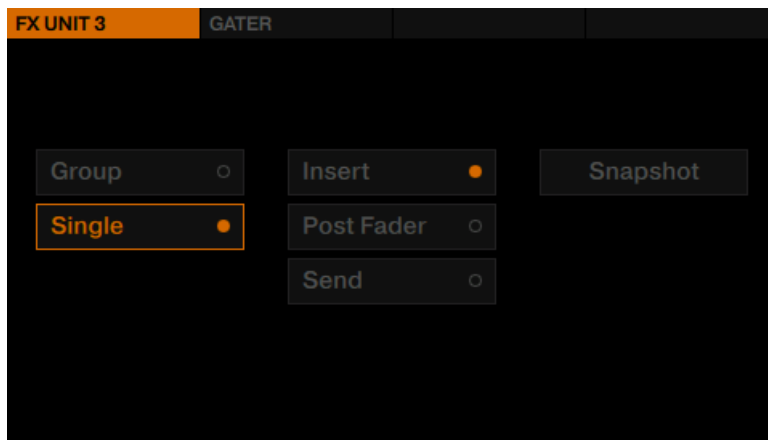 FX UNIT 3
GATER
Group
Insert
Snapshot
Single
Post Fader
Send